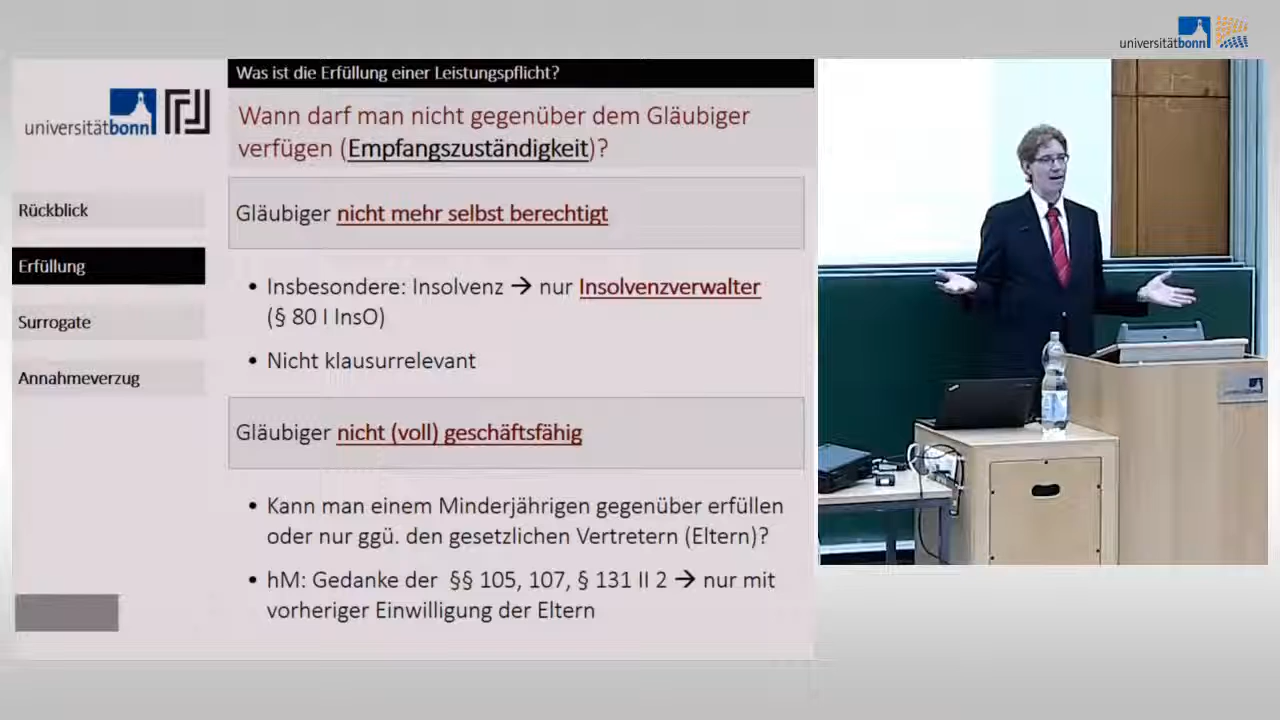 universitätbonn
Was ist die Erfüllung einer Leistungspflicht?
universitätbonn
Wann darf man nicht gegenüber dem Gläubiger
verfügen (Empfangszuständigkeit)?
Rückblick
Erfüllung
Surrogate
Annahmeverzug
Gläubiger nicht mehr selbst berechtigt
• Insbesondere: Insolvenz → nur Insolvenzverwalter
(§ 80 I InsO)
• Nicht klausurrelevant
Gläubiger nicht (voll) geschäftsfähig
• Kann man einem Minderjährigen gegenüber erfüllen
oder nur ggü. den gesetzlichen Vertretern (Eltern)?
• hM: Gedanke der §§ 105, 107, § 131 II 2 → nur mit
vorheriger Einwilligung der Eltern